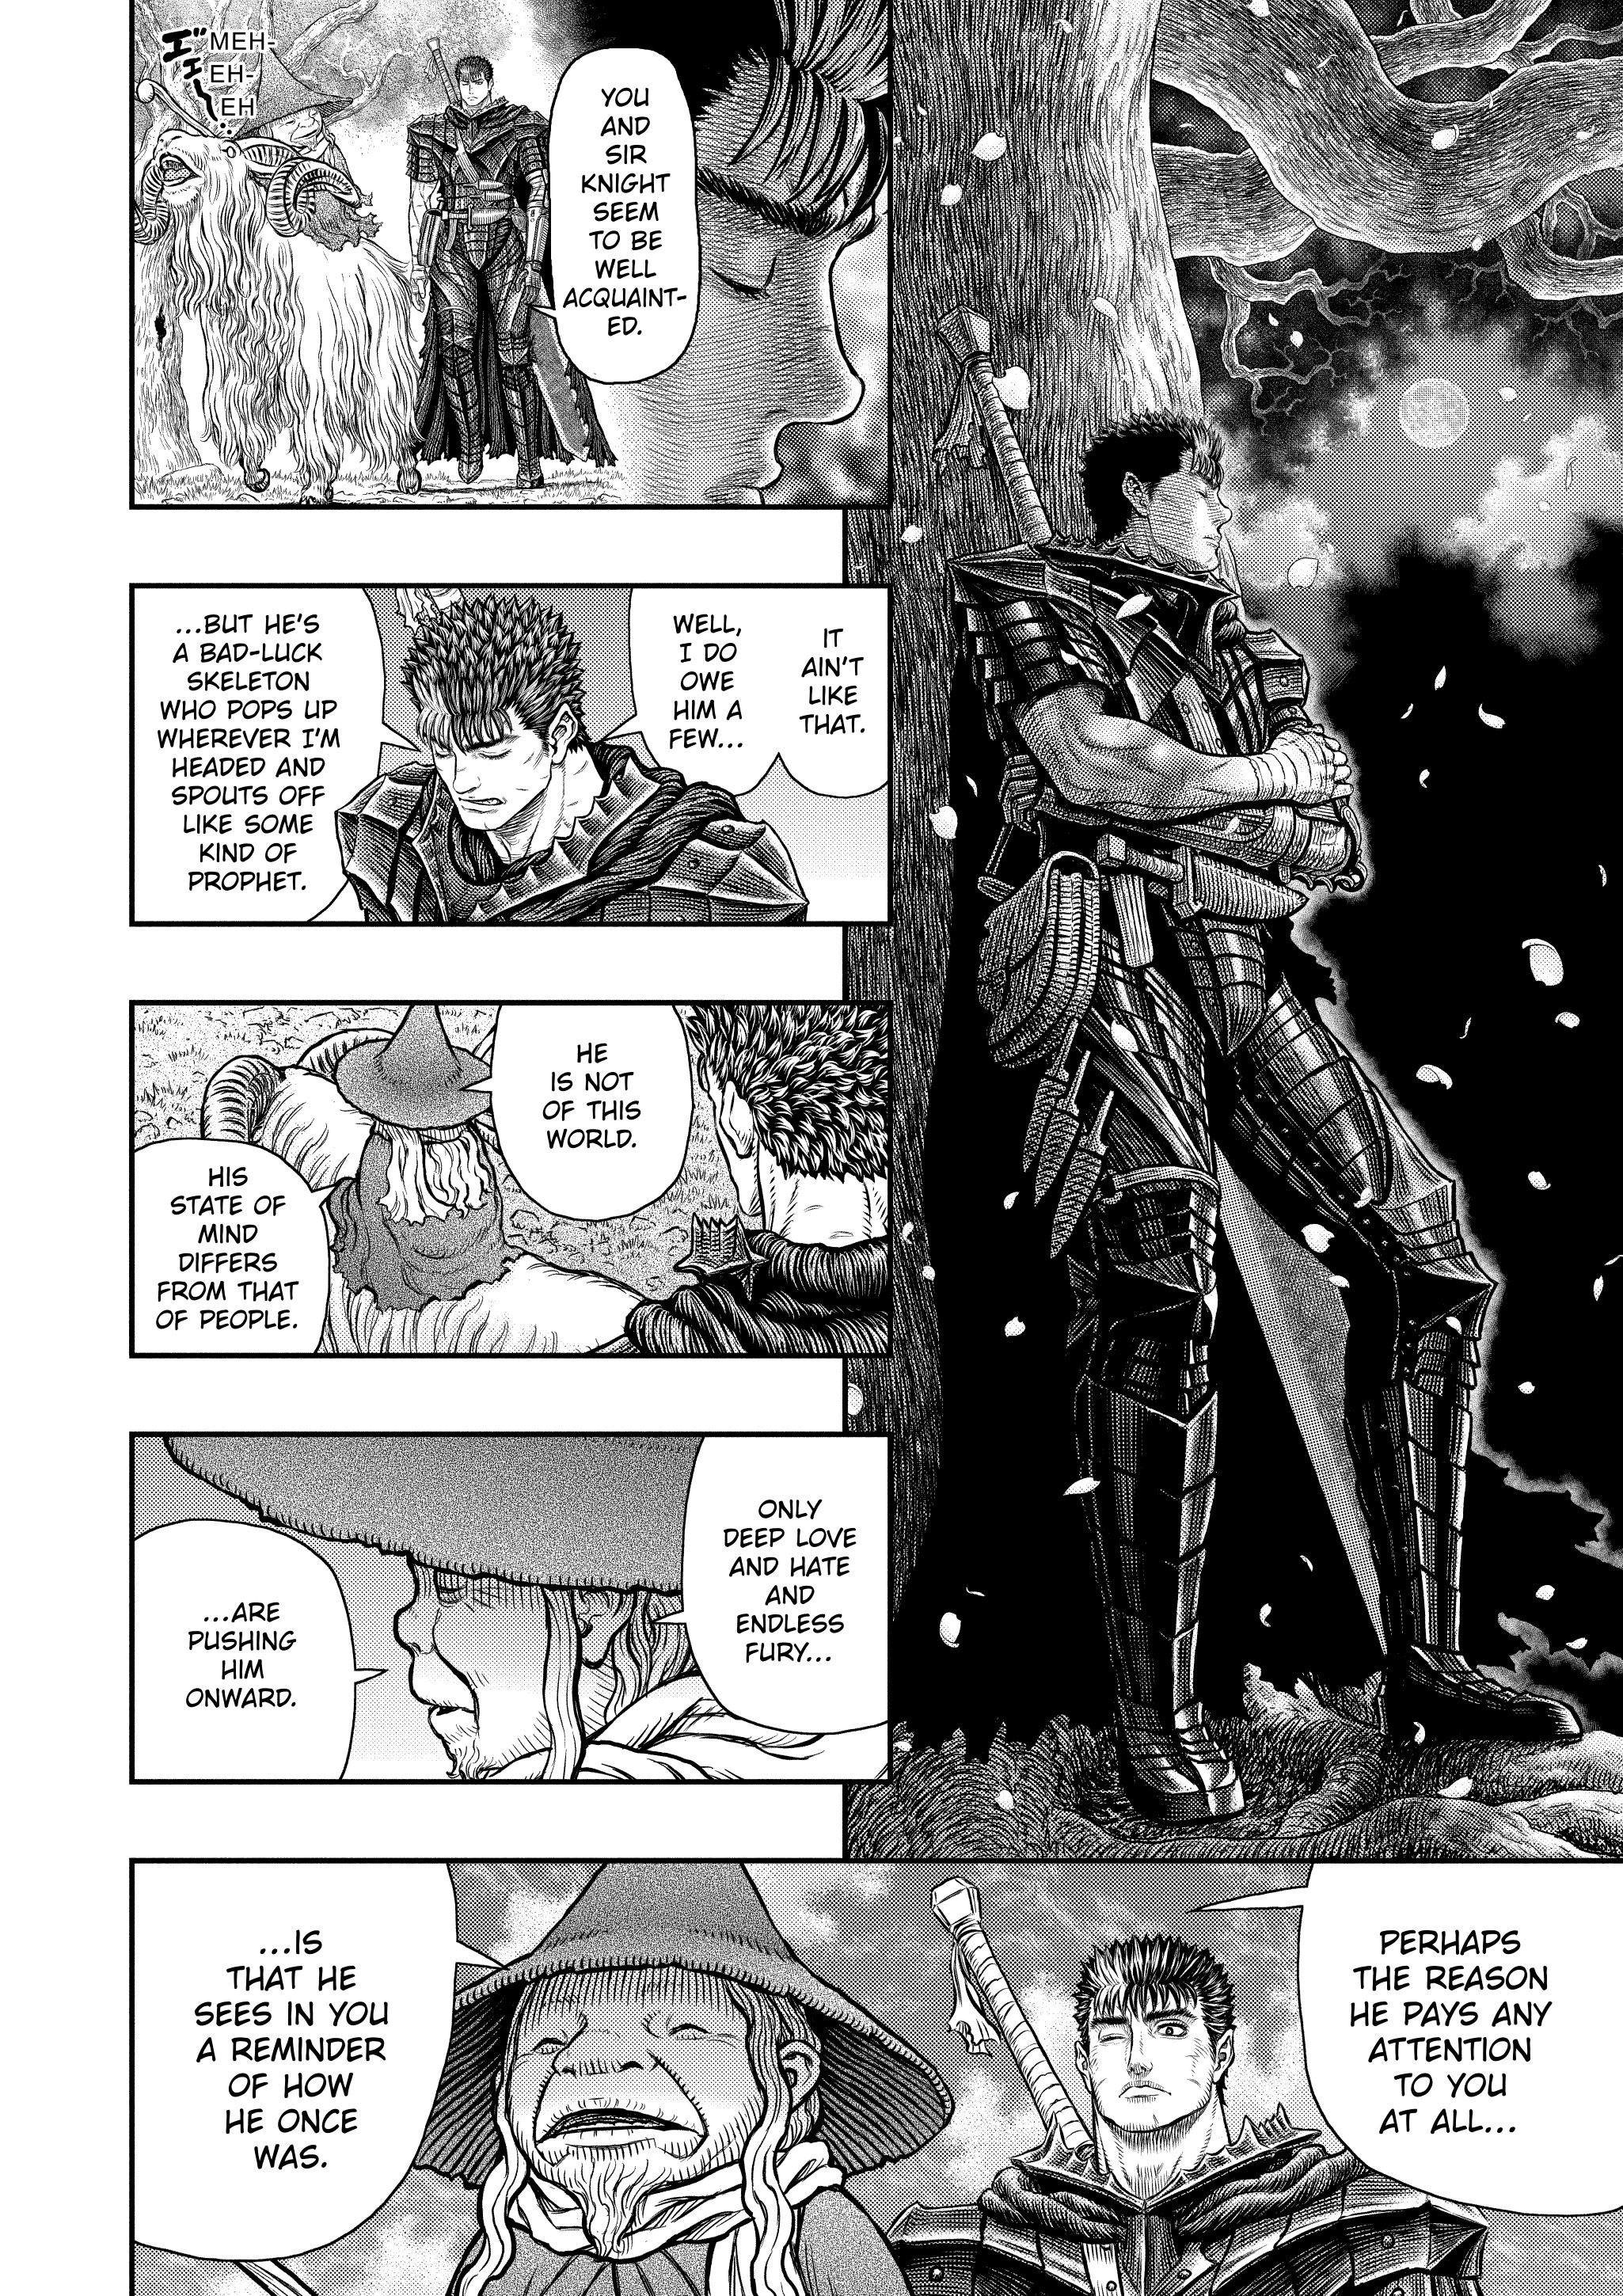 YOU
AND
SIR
KNIGHT
SEEM
TO BE
WELL
ACQUAINT-
ED.
ヴェェ〜
MEH-
EH-
EH
IT
AIN'T
LIKE
THAT.
WELL,
I DO
OWE
HIM A
FEW...
...BUT HE'S
A BAD-LUCK
SKELETON
WHO POPS UP
WHEREVER I'M
HEADED AND
SPOUTS OFF
LIKE SOME
KIND OF
PROPHET.
HE
IS NOT
OF THIS
WORLD.
HIS
STATE OF
MIND
DIFFERS
FROM THAT
OF PEOPLE.
ONLY
DEEP LOVE
AND HATE
AND
ENDLESS
FURY...
...ARE
PUSHING
HIM
ONWARD.
PERHAPS
THE REASON
HE PAYS ANY
ATTENTION
TO YOU
AT ALL...
...IS
THAT HE
SEES IN YOU
A REMINDER
OF HOW
HE ONCE
WAS.